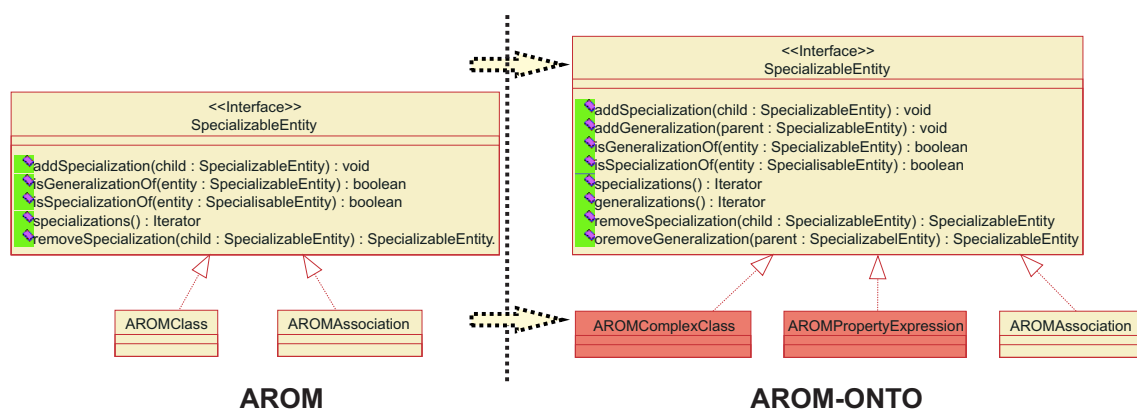 <<Interface>>
SpecializableEntity
addSpecialization(child : SpecializableEntity) : void
isGeneralizationOf(entity : SpecializableEntity) : boolean
isSpecializationOf(entity : SpecialisableEntity) : boolean
specializations() : Iterator
removeSpecialization(child : SpecializableEntity) : SpecializableEntity.
AROMClass
AROMAssociation
AROM
<<Interface>>
SpecializableEntity
addSpecialization(child : SpecializableEntity) : void
addGeneralization(parent : SpecializableEntity) : void
isGeneralizationOf(entity : SpecializableEntity) : boolean
isSpecializationOf(entity : SpecialisableEntity) : boolean
specializations() : Iterator
generalizations() : Iterator
removeSpecialization(child : SpecializableEntity) : SpecializableEntity
oremoveGeneralization(parent : SpecializabelEntity) : SpecializableEntity
AROMComplexClass
AROMPropertyExpression
AROMAssociation
AROM-ONTO